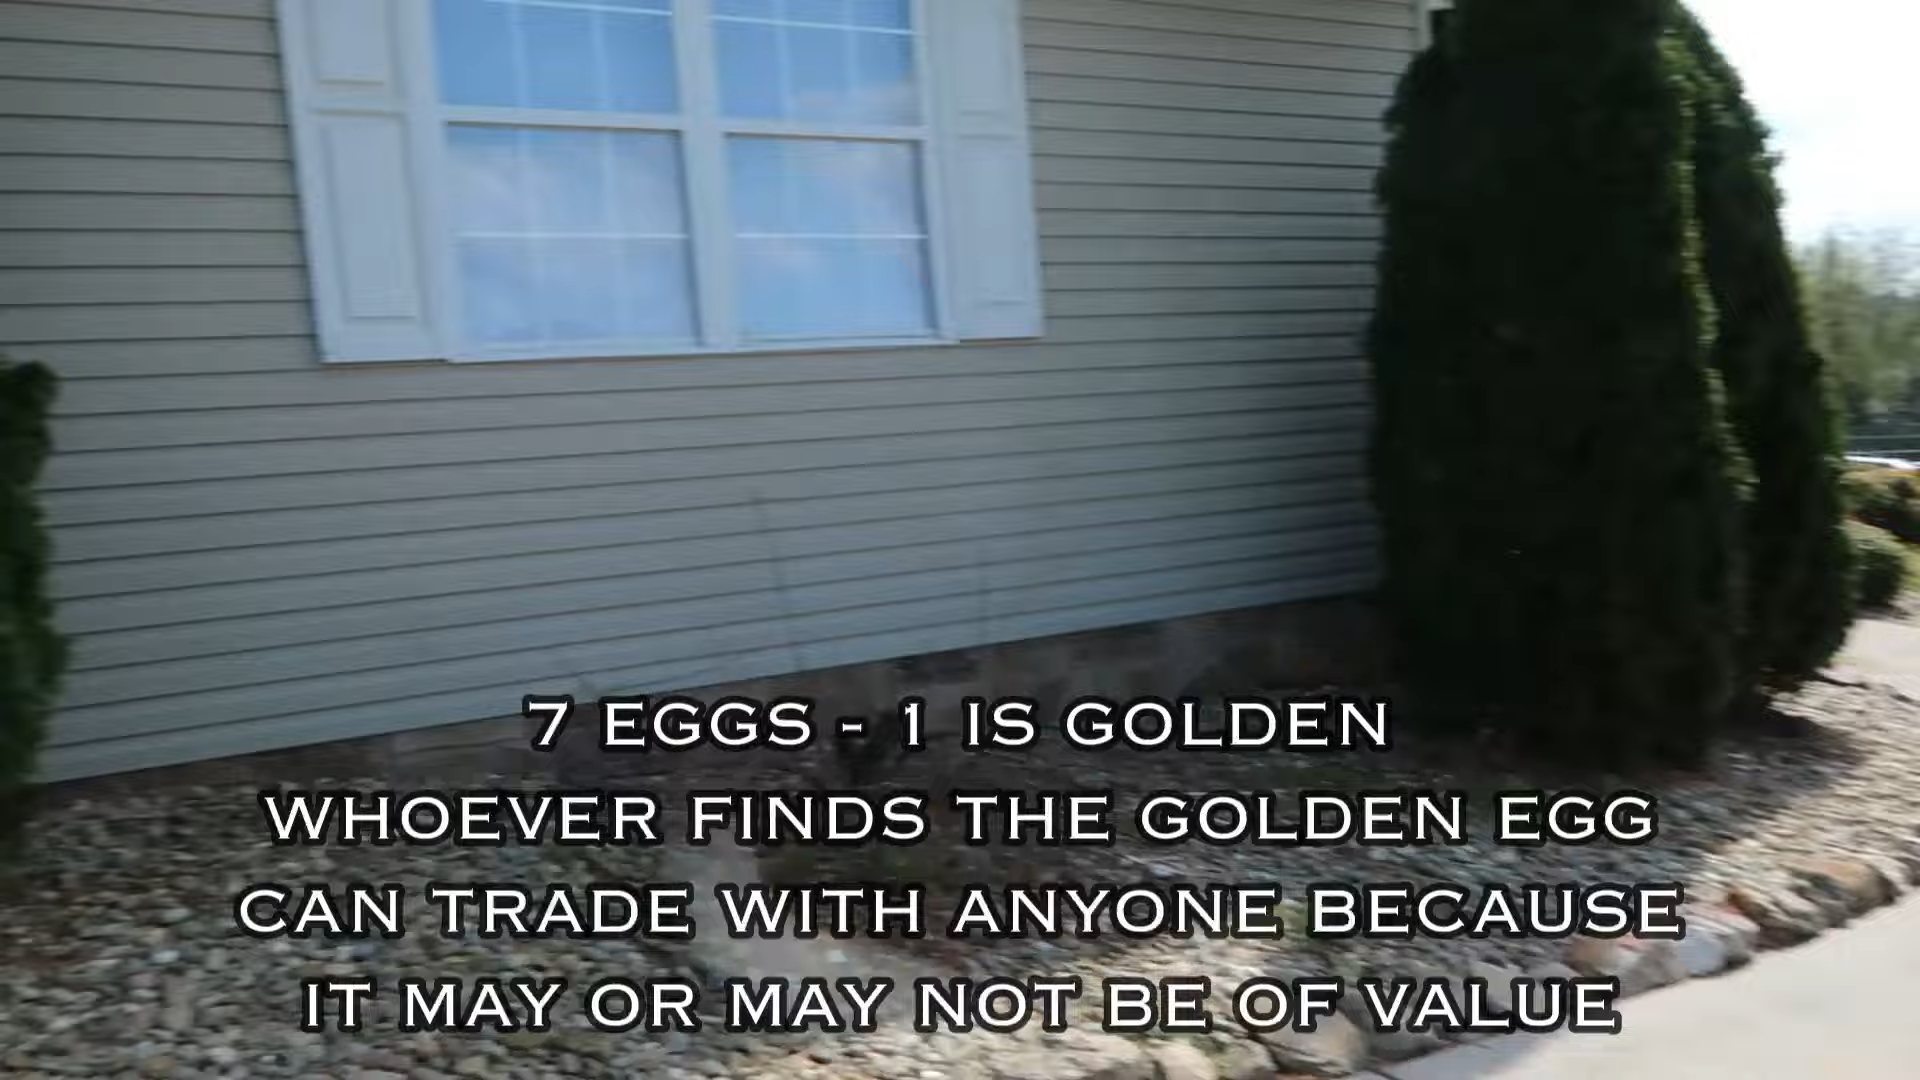 7 EGGS - 1 IS GOLDEN
WHOEVER FINDS THE GOLDEN EGG
CAN TRADE WITH ANYONE BECAUSE
IT MAY OR MAY NOT BE OF VALUE